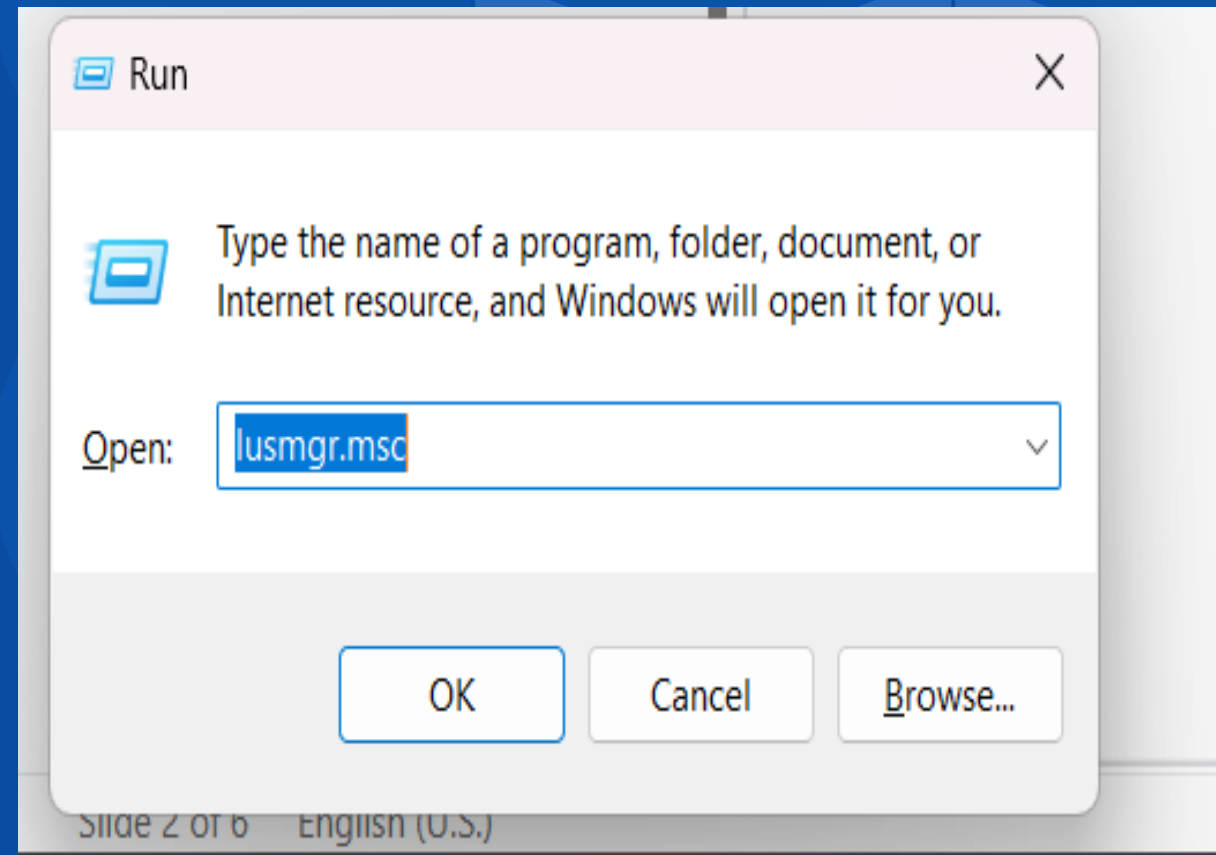 Run
Type the name of a program, folder, document, or
Internet resource, and Windows will open it for you.
Open: lusmgr.msc
OK Cancel Browse...
Slide 2 of 6 English (U.S.)